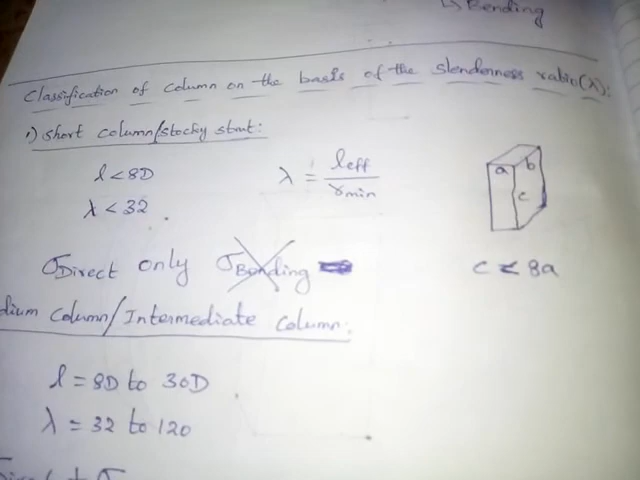 ↳ Bending
Classification of column on the basis of the slenderness ratio(λ):
1) short column/stocky strut:
l < 8D
λ = leff / rmin
λ < 32
a b c
σDirect only σBending
c < 8a
dium column/Intermediate column:
l = 8D to 30D
λ = 32 to 120